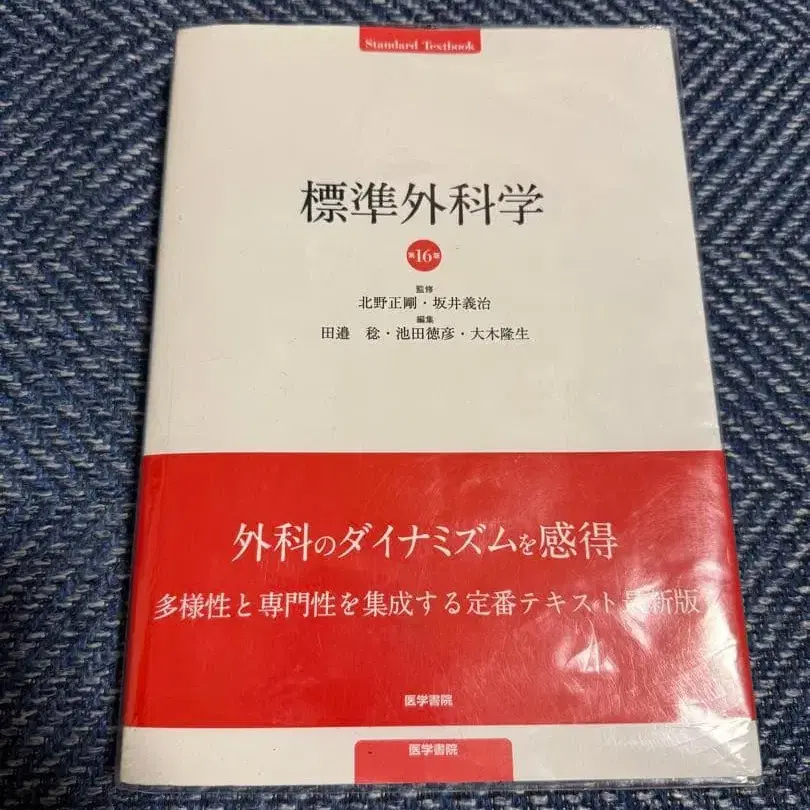 Standard Textbook
標準外科学
第16版
監修
北野正剛・坂井義治
編集
田邉 稔・池田徳彦・大木隆生
外科のダイナミズムを感得
多様性と専門性を集成する定番テキスト最新版
医学書院
医学書院